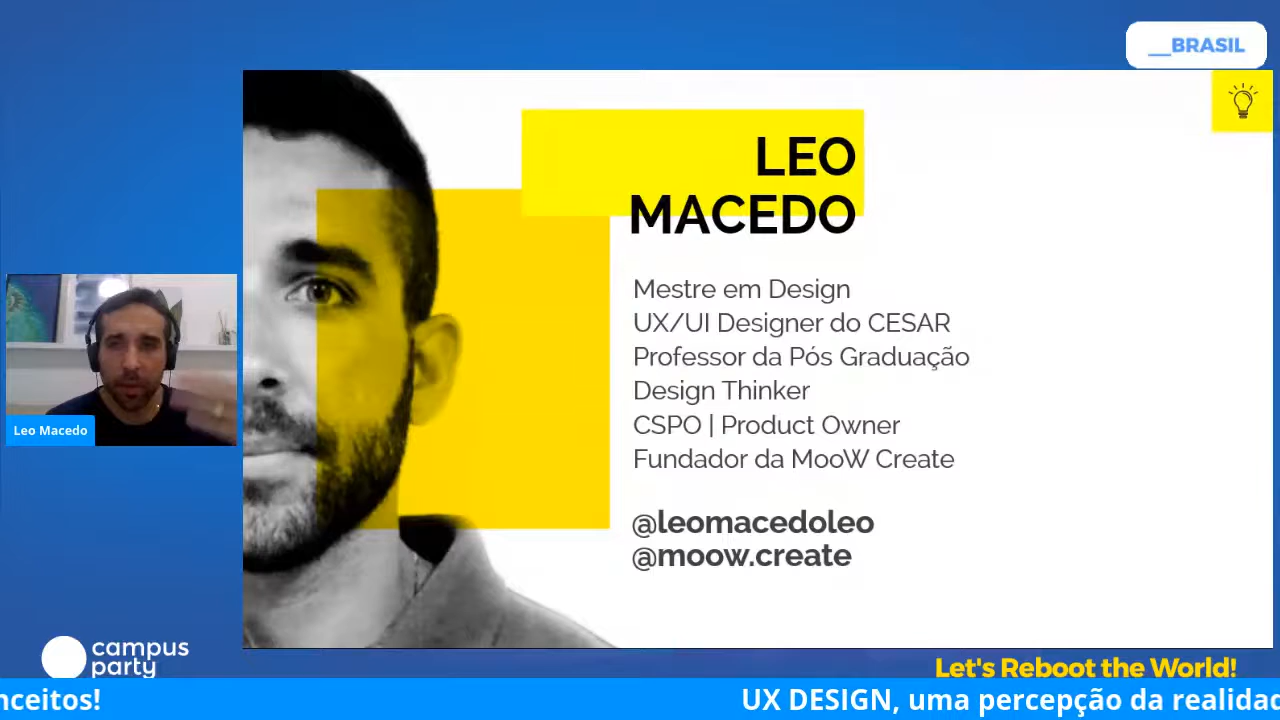 __BRASIL
LEO
MACEDO
Mestre em Design
UX/UI Designer do CESAR
Professor da Pós Graduação
Design Thinker
CSPO | Product Owner
Fundador da MooW Create
@leomacedoleo
@moow.create
Leo Macedo
campus
party
Let's Reboot the World!
nceitos!
UX DESIGN, uma percepção da realidad